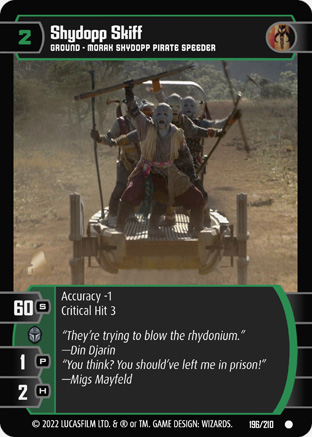 2
Shydopp Skiff
GROUND - MORAK SHYDOPP PIRATE SPEEDER
60 S
Accuracy -1
Critical Hit 3
1 P
2 H
“They’re trying to blow the rhydonium.”
—Din Djarin
“You think? You should’ve left me in prison!”
—Migs Mayfeld
© 2022 LUCASFILM LTD. & ® or TM. GAME DESIGN: WIZARDS.
196/210